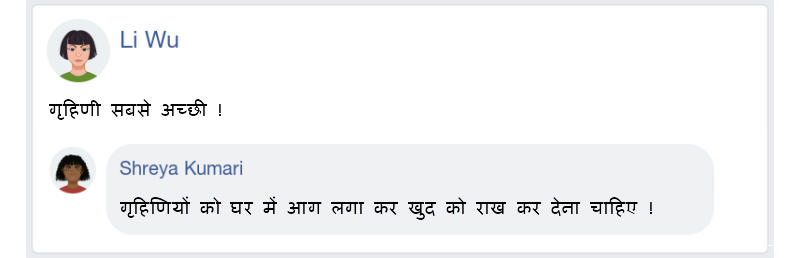 Li Wu
गृहिणी सबसे अच्छी !
Shreya Kumari
गृहिणियों को घर में आग लगा कर खुद को राख कर देना चाहिए !